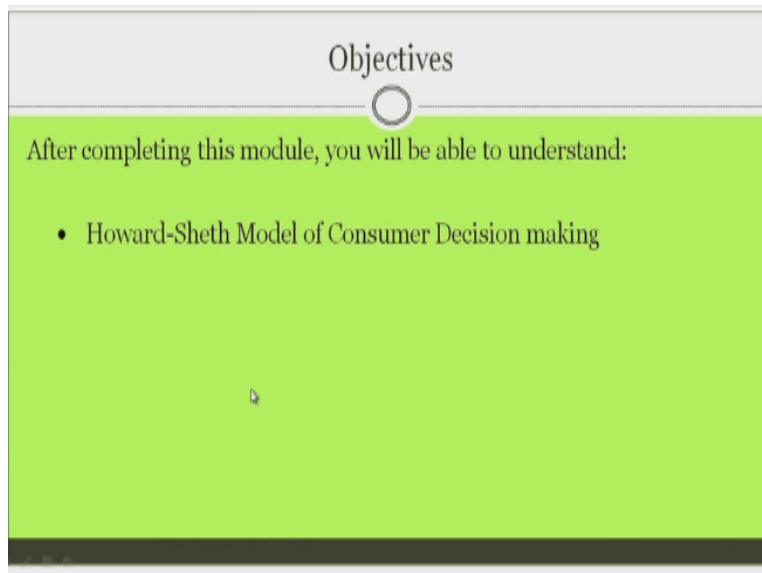 Objectives
After completing this module, you will be able to understand:
• Howard-Sheth Model of Consumer Decision making